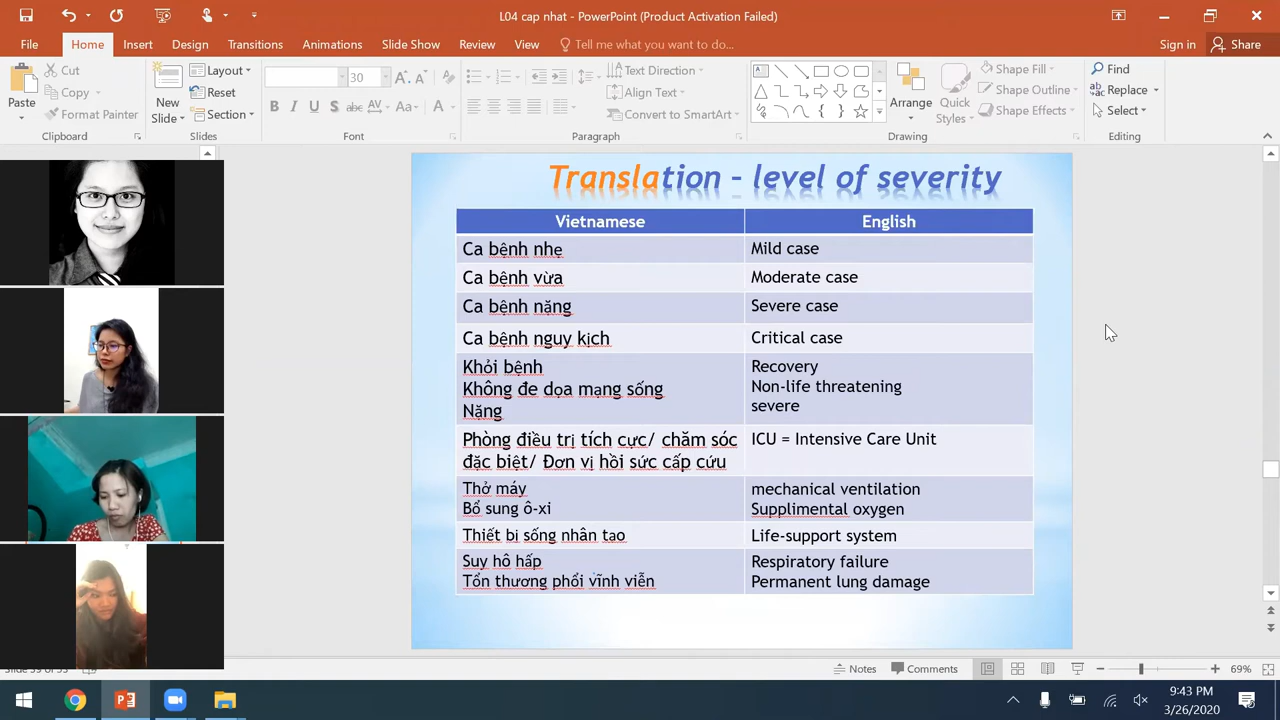 L04 cap nhat - PowerPoint (Product Activation Failed)
File Home Insert Design Transitions Animations Slide Show Review View Tell me what you want to do... Sign in Share
Cut
Copy
Format Painter
Paste
Clipboard
New
Slide
Layout
Reset
Section
Slides
30
B I U S abc AV Aa A
Font
Text Direction
Align Text
Convert to SmartArt
Paragraph
Arrange
Quick
Styles
Shape Fill
Shape Outline
Shape Effects
Drawing
Find
Replace
Select
Editing
Translation – level of severity
Vietnamese English
Ca bệnh nhẹ Mild case
Ca bệnh vừa Moderate case
Ca bệnh nặng Severe case
Ca bệnh nguy kịch Critical case
Khỏi bệnh Recovery
Không đe dọa mạng sống Non-life threatening
Nặng severe
Phòng điều trị tích cực/ chăm sóc ICU = Intensive Care Unit
đặc biệt/ Đơn vị hồi sức cấp cứu
Thở máy mechanical ventilation
Bổ sung ô-xi Supplimental oxygen
Thiết bị sống nhân tạo Life-support system
Suy hô hấp Respiratory failure
Tổn thương phổi vĩnh viễn Permanent lung damage
Notes Comments 69%
9:43 PM
3/26/2020